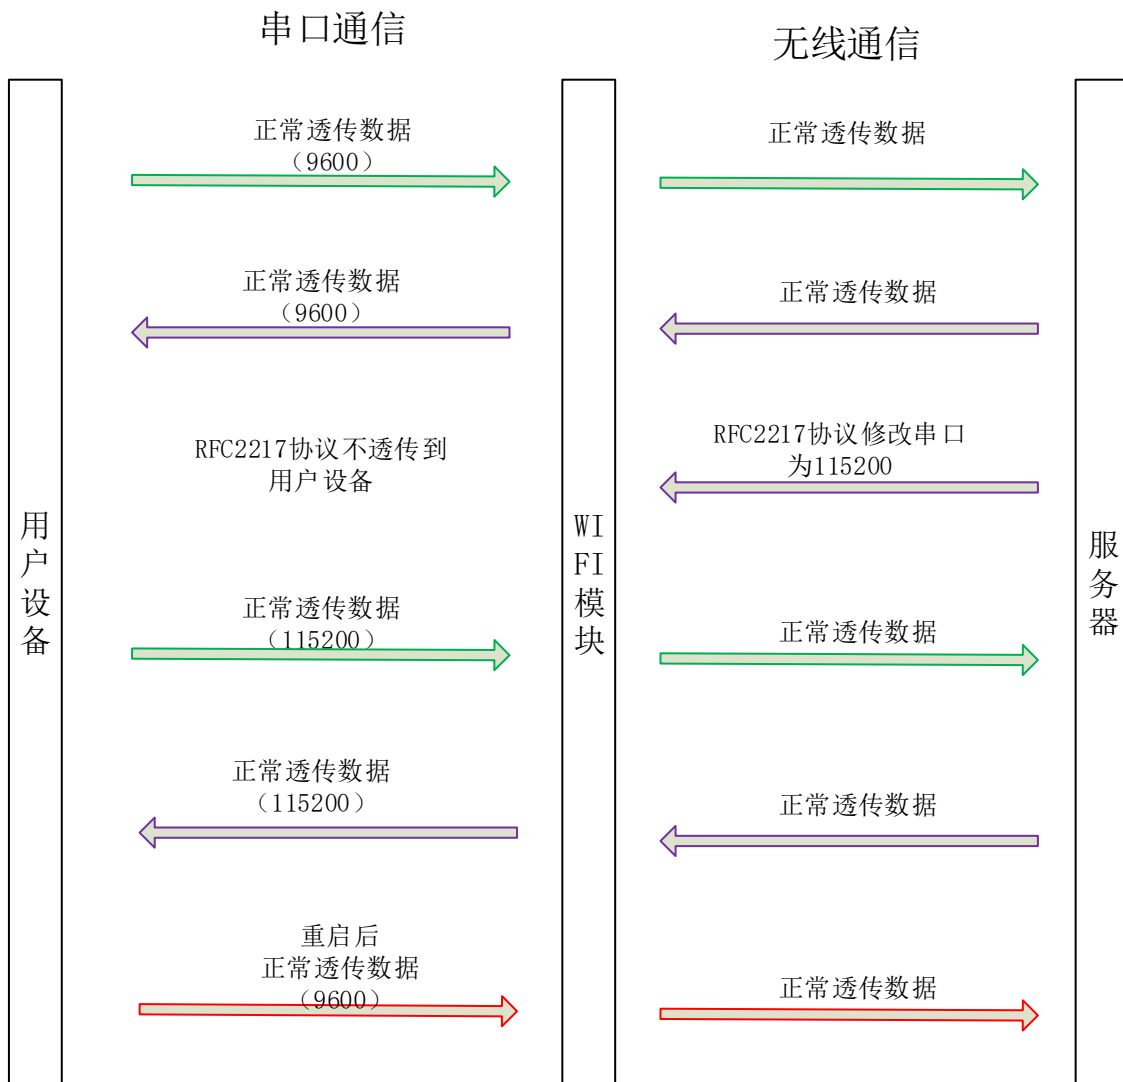 串口通信
无线通信
正常透传数据
（9600）
正常透传数据
正常透传数据
（9600）
正常透传数据
RFC2217协议不透传到
用户设备
RFC2217协议修改串口
为115200
用
户
设
备
WI
FI
模
块
服
务
器
正常透传数据
（115200）
正常透传数据
正常透传数据
（115200）
正常透传数据
重启后
正常透传数据
（9600）
正常透传数据